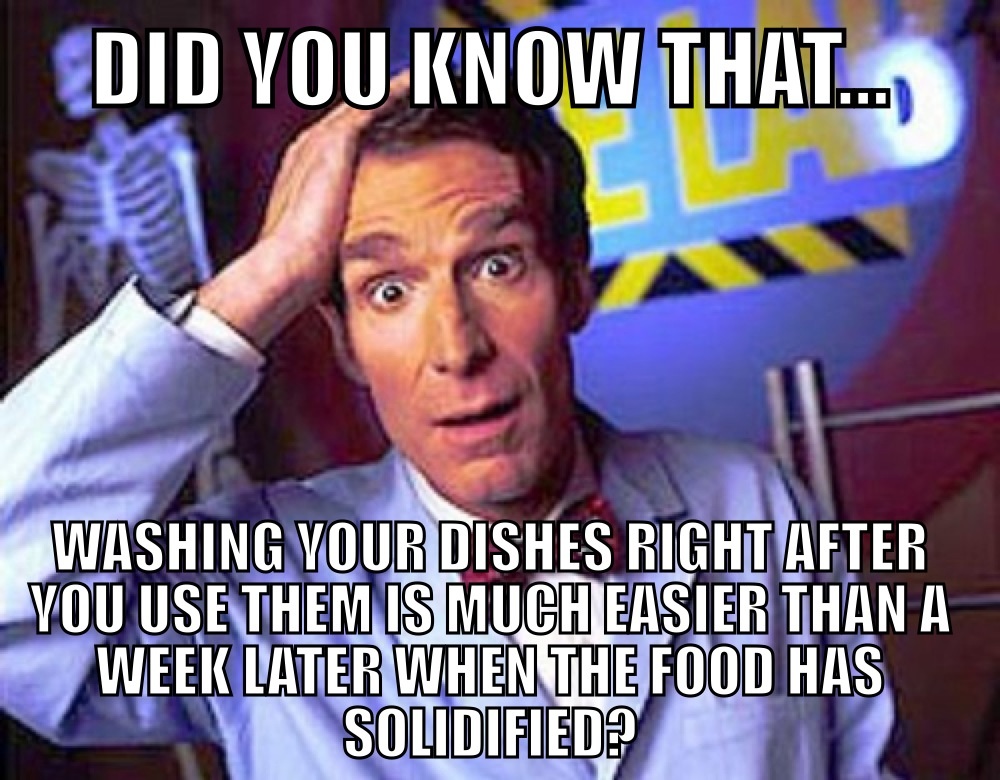 DID YOU KNOW THAT...
E LA
WASHING YOUR DISHES RIGHT AFTER
YOU USE THEM IS MUCH EASIER THAN A
WEEK LATER WHEN THE FOOD HAS
SOLIDIFIED?